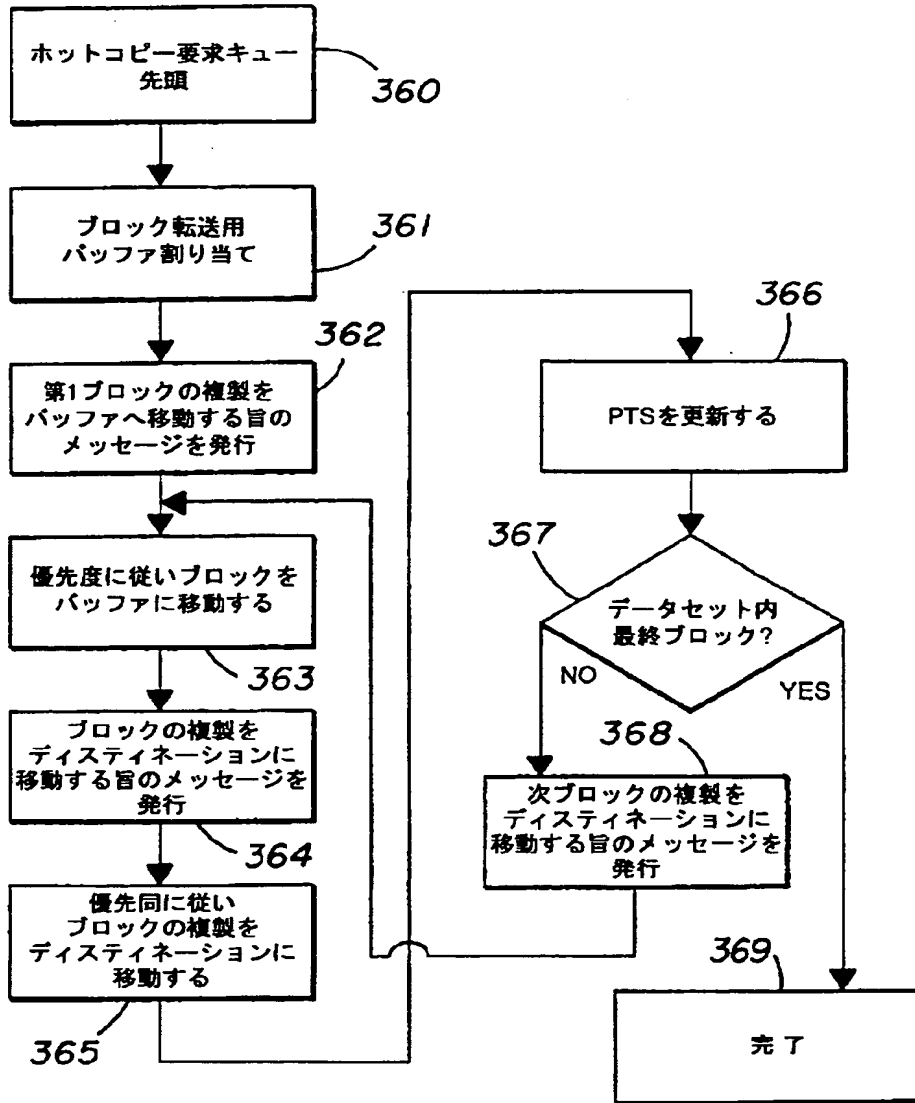 ホットコピー要求キュー
先頭
360
ブロック転送用
バッファ割り当て
361
第1ブロックの複製を
バッファへ移動する旨の
メッセージを発行
362
優先度に従いブロックを
バッファに移動する
363
ブロックの複製を
ディスティネーションに
移動する旨のメッセージを
発行
364
優先同に従い
ブロックの複製を
ディスティネーションに
移動する
365
366
PTSを更新する
367
データセット内
最終ブロック?
NO
YES
368
次ブロックの複製を
ディスティネーションに
移動する旨のメッセージを
発行
369
完了